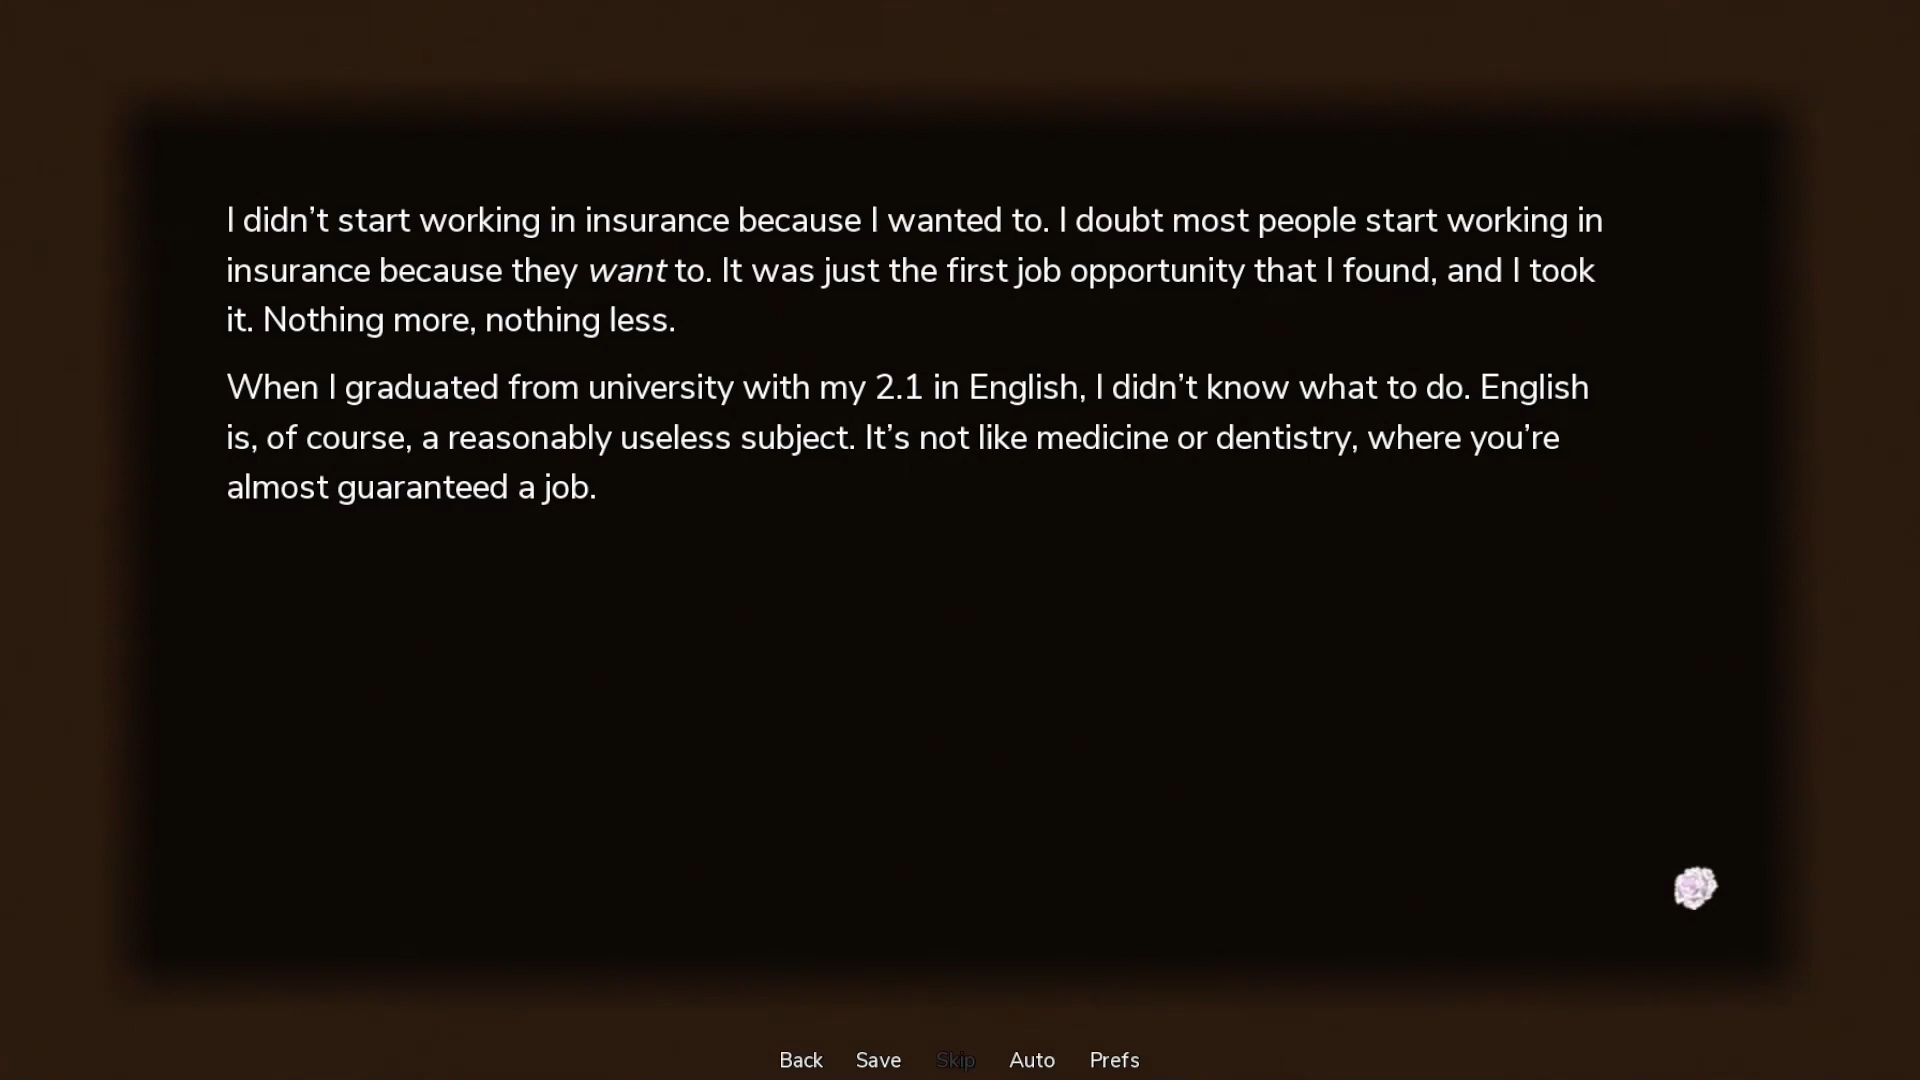 I didn’t start working in insurance because I wanted to. I doubt most people start working in
insurance because they want to. It was just the first job opportunity that I found, and I took
it. Nothing more, nothing less.
When I graduated from university with my 2.1 in English, I didn’t know what to do. English
is, of course, a reasonably useless subject. It’s not like medicine or dentistry, where you’re
almost guaranteed a job.
Back Save Skip Auto Prefs